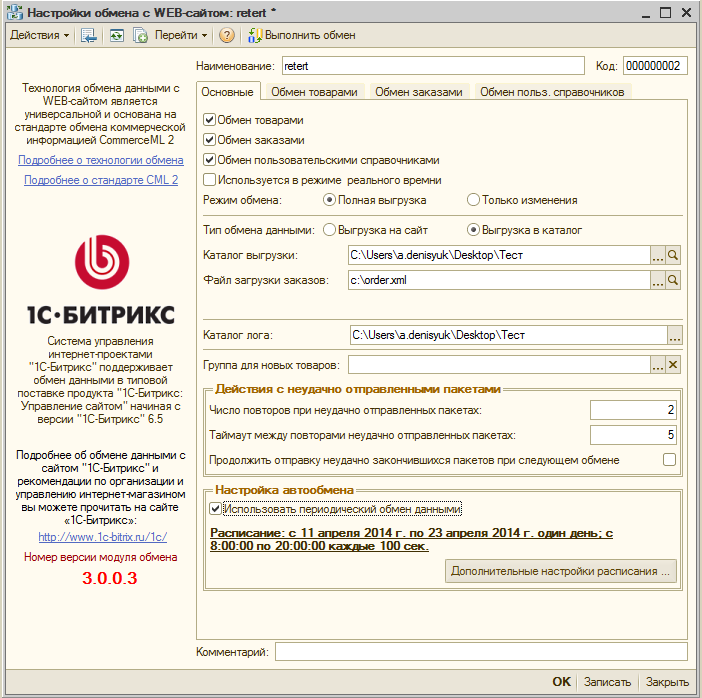 Настройки обмена с WEB-сайтом: retert *
Действия
Перейти
Выполнить обмен
Технология обмена данными с
WEB-сайтом является
универсальной и основана на
стандарте обмена коммерческой
информацией CommerceML 2
Подробнее о технологии обмена
Подробнее о стандарте CML 2
1С·БИТРИКС
Система управления
интернет-проектами
"1С-Битрикс" поддерживает
обмен данными в типовой
поставке продукта "1С-Битрикс:
Управление сайтом" начиная с
версии "1С-Битрикс" 6.5
Подробнее об обмене данными с
сайтом "1С-Битрикс" и
рекомендации по организации и
управлению интернет-магазином
вы можете прочитать на сайте
«1С-Битрикс»:
http://www.1c-bitrix.ru/1c/
Номер версии модуля обмена
3.0.0.3
Наименование: retert Код: 000000002
Основные Обмен товарами Обмен заказами Обмен польз. справочников
Обмен товарами
Обмен заказами
Обмен пользовательскими справочниками
Используется в режиме реального времни
Режим обмена: Полная выгрузка Только изменения
Тип обмена данными: Выгрузка на сайт Выгрузка в каталог
Каталог выгрузки: C:\Users\a.denisyuk\Desktop\Тест ...
Файл загрузки заказов: c:\order.xml ...
Каталог лога: C:\Users\a.denisyuk\Desktop\Тест ...
Группа для новых товаров: ...
Действия с неудачно отправленными пакетами
Число повторов при неудачно отправленных пакетах: 2
Таймаут между повторами неудачно отправленных пакетах: 5
Продолжить отправку неудачно закончившихся пакетов при следующем обмене
Настройка автообмена
Использовать периодический обмен данными
Расписание: с 11 апреля 2014 г. по 23 апреля 2014 г. один день; с
8:00:00 по 20:00:00 каждые 100 сек.
Дополнительные настройки расписания ...
Комментарий:
OK Записать Закрыть